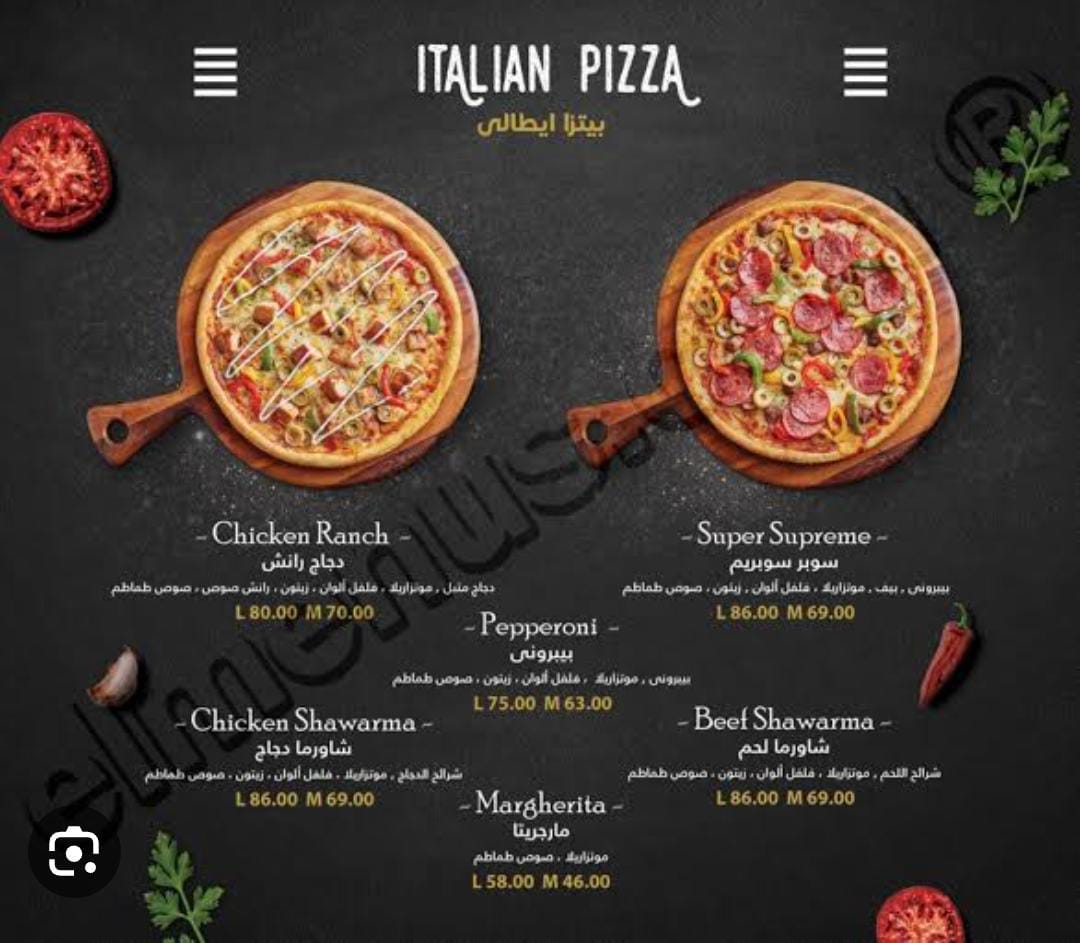 ITALIAN PIZZA
بيتزا ايطالى
- Chicken Ranch -
دجاج رانش
دجاج متبل , موتزاريلا ، فلفل ألوان ، زيتون ، رانش صوص ، صوص طماطم
L 80.00 M 70.00
- Super Supreme -
سوبر سوبريم
بيبرونى , بيف ، موتزاريلا ، فلفل ألوان , زيتون ، صوص طماطم
L 86.00 M 69.00
- Pepperoni -
بيبرونى
بيبرونى , موتزاريلا ، فلفل ألوان ، زيتون ، صوص طماطم
L 75.00 M 63.00
- Chicken Shawarma -
شاورما دجاج
شرائح الدجاج , موتزاريلا ، فلفل ألوان ، زيتون ، صوص طماطم
L 86.00 M 69.00
- Beef Shawarma -
شاورما لحم
شرائح اللحم , موتزاريلا ، فلفل ألوان ، زيتون ، صوص طماطم
L 86.00 M 69.00
- Margherita -
مارجريتا
موتزاريلا ، صوص طماطم
L 58.00 M 46.00
elmenus
®